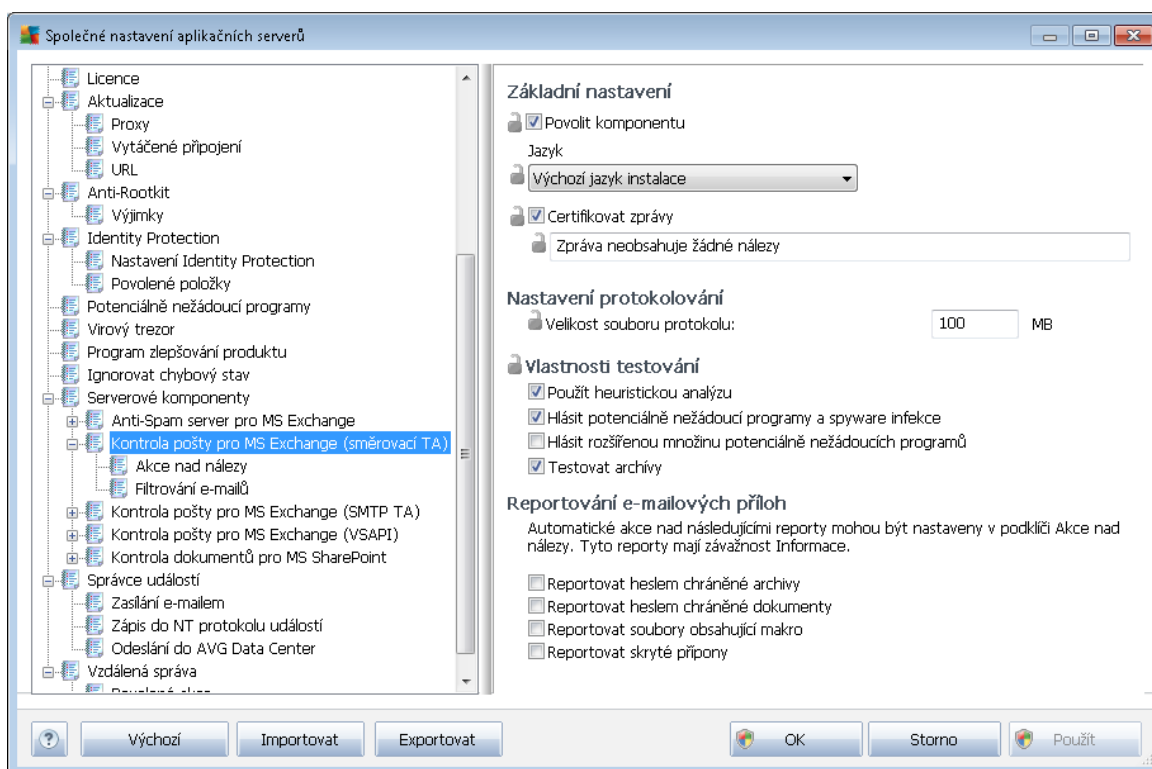 Společné nastavení aplikačních serverů
Licence
Aktualizace
Proxy
Vytáčené připojení
URL
Anti-Rootkit
Výjimky
Identity Protection
Nastavení Identity Protection
Povolené položky
Potenciálně nežádoucí programy
Virový trezor
Program zlepšování produktu
Ignorovat chybový stav
Serverové komponenty
Anti-Spam server pro MS Exchange
Kontrola pošty pro MS Exchange (směrovací TA)
Akce nad nálezy
Filtrování e-mailů
Kontrola pošty pro MS Exchange (SMTP TA)
Kontrola pošty pro MS Exchange (VSAPI)
Kontrola dokumentů pro MS SharePoint
Správce událostí
Zasílání e-mailem
Zápis do NT protokolu událostí
Odeslání do AVG Data Center
Vzdálená správa
Základní nastavení
Povolit komponentu
Jazyk
Výchozí jazyk instalace
Certifikovat zprávy
Zpráva neobsahuje žádné nálezy
Nastavení protokolování
Velikost souboru protokolu: 100 MB
Vlastnosti testování
Použít heuristickou analýzu
Hlásit potenciálně nežádoucí programy a spyware infekce
Hlásit rozšířenou množinu potenciálně nežádoucích programů
Testovat archívy
Reportování e-mailových příloh
Automatické akce nad následujícími reporty mohou být nastaveny v podklíči Akce nad
nálezy. Tyto reporty mají závažnost Informace.
Reportovat heslem chráněné archivy
Reportovat heslem chráněné dokumenty
Reportovat soubory obsahující makro
Reportovat skryté přípony
? Výchozí Importovat Exportovat OK Storno Použít